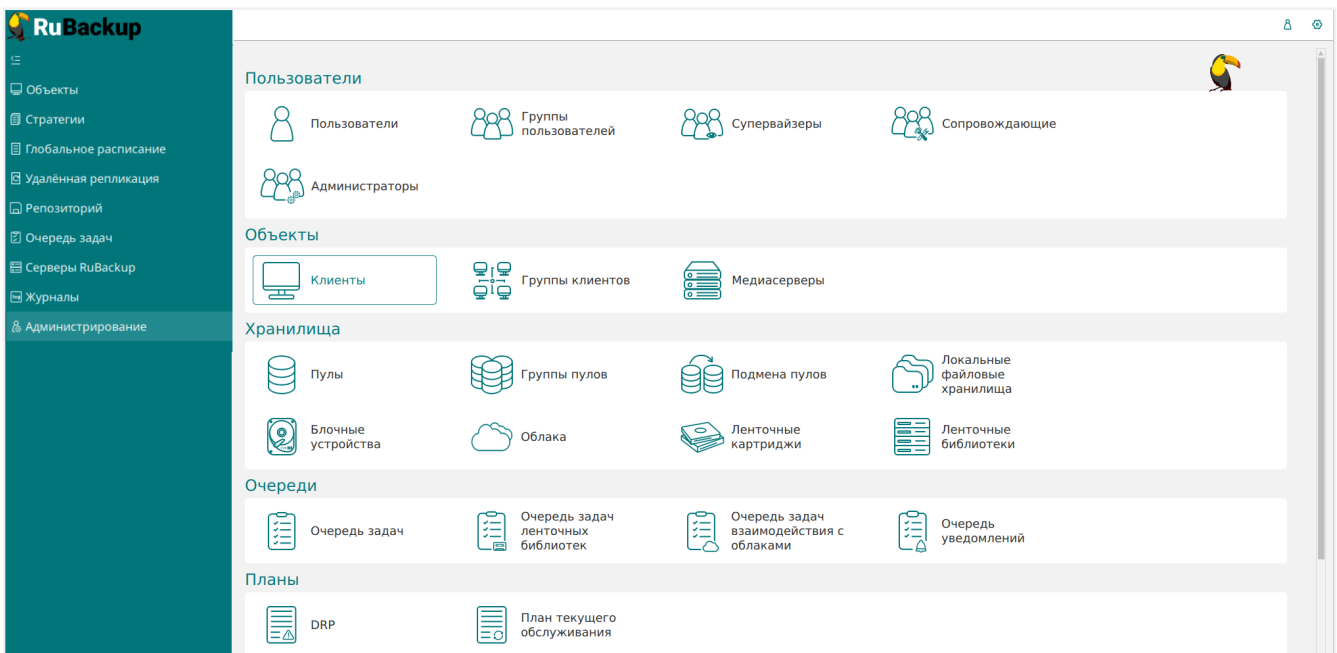 RuBackup
Объекты
Стратегии
Глобальное расписание
Удалённая репликация
Репозиторий
Очередь задач
Серверы RuBackup
Журналы
Администрирование
Пользователи
Пользователи
Группы
пользователей
Супервайзеры
Сопровождающие
Администраторы
Объекты
Клиенты
Группы клиентов
Медиасерверы
Хранилища
Пулы
Группы пулов
Подмена пулов
Локальные
файловые
хранилища
Блочные
устройства
Облака
Ленточные
картриджи
Ленточные
библиотеки
Очереди
Очередь задач
Очередь задач
ленточных
библиотек
Очередь задач
взаимодействия с
облаками
Очередь
уведомлений
Планы
DRP
План текущего
обслуживания